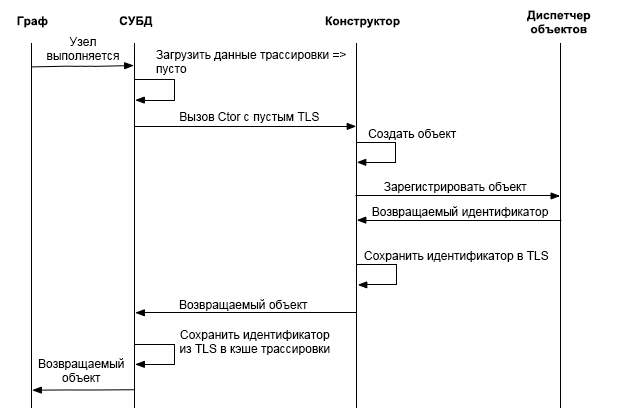 Граф
СУБД
Конструктор
Диспетчер
объектов
Узел
выполняется
Загрузить данные трассировки =>
пусто
Вызов Ctor с пустым TLS
Создать объект
Зарегистрировать объект
Возвращаемый идентификатор
Сохранить идентификатор в TLS
Возвращаемый объект
Сохранить идентификатор
из TLS в кэше трассировки
Возвращаемый
объект